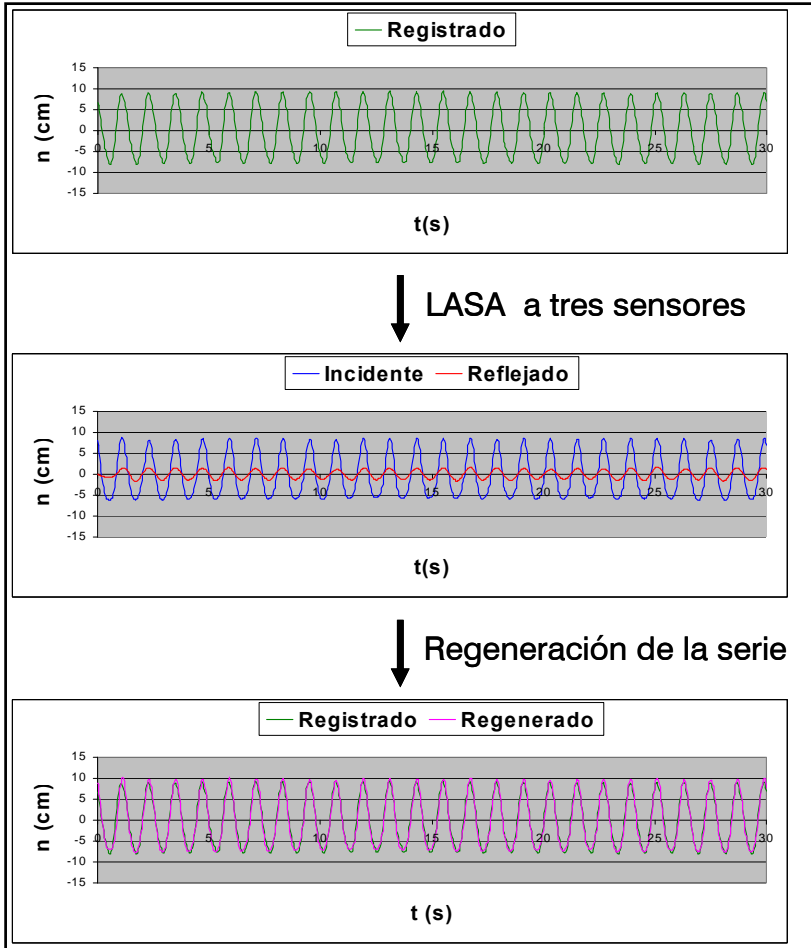 Registrado
15
10
5
0
-5
-10
-15
n (cm)
0 5 10 15 20 25 30
t(s)
LASA a tres sensores
Incidente Reflejado
15
10
5
0
-5
-10
-15
n (cm)
0 5 10 15 20 25 30
t(s)
Regeneración de la serie
Registrado Regenerado
15
10
5
0
-5
-10
-15
n (cm)
0 5 10 15 20 25 30
t (s)